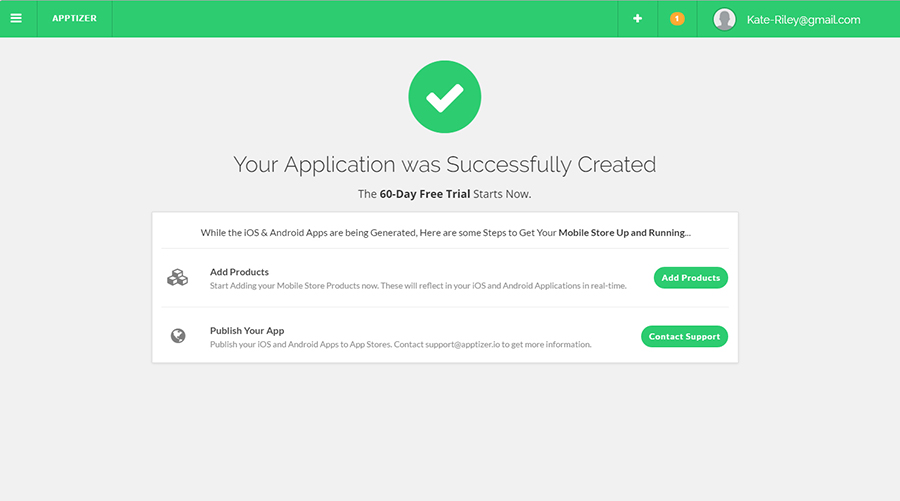 APPTIZER
1
Kate-Riley@gmail.com
Your Application was Successfully Created
The 60-Day Free Trial Starts Now.
While the iOS & Android Apps are being Generated, Here are some Steps to Get Your Mobile Store Up and Running...
Add Products
Start Adding your Mobile Store Products now. These will reflect in your iOS and Android Applications in real-time.
Add Products
Publish Your App
Publish your iOS and Android Apps to App Stores. Contact support@apptizer.io to get more information.
Contact Support